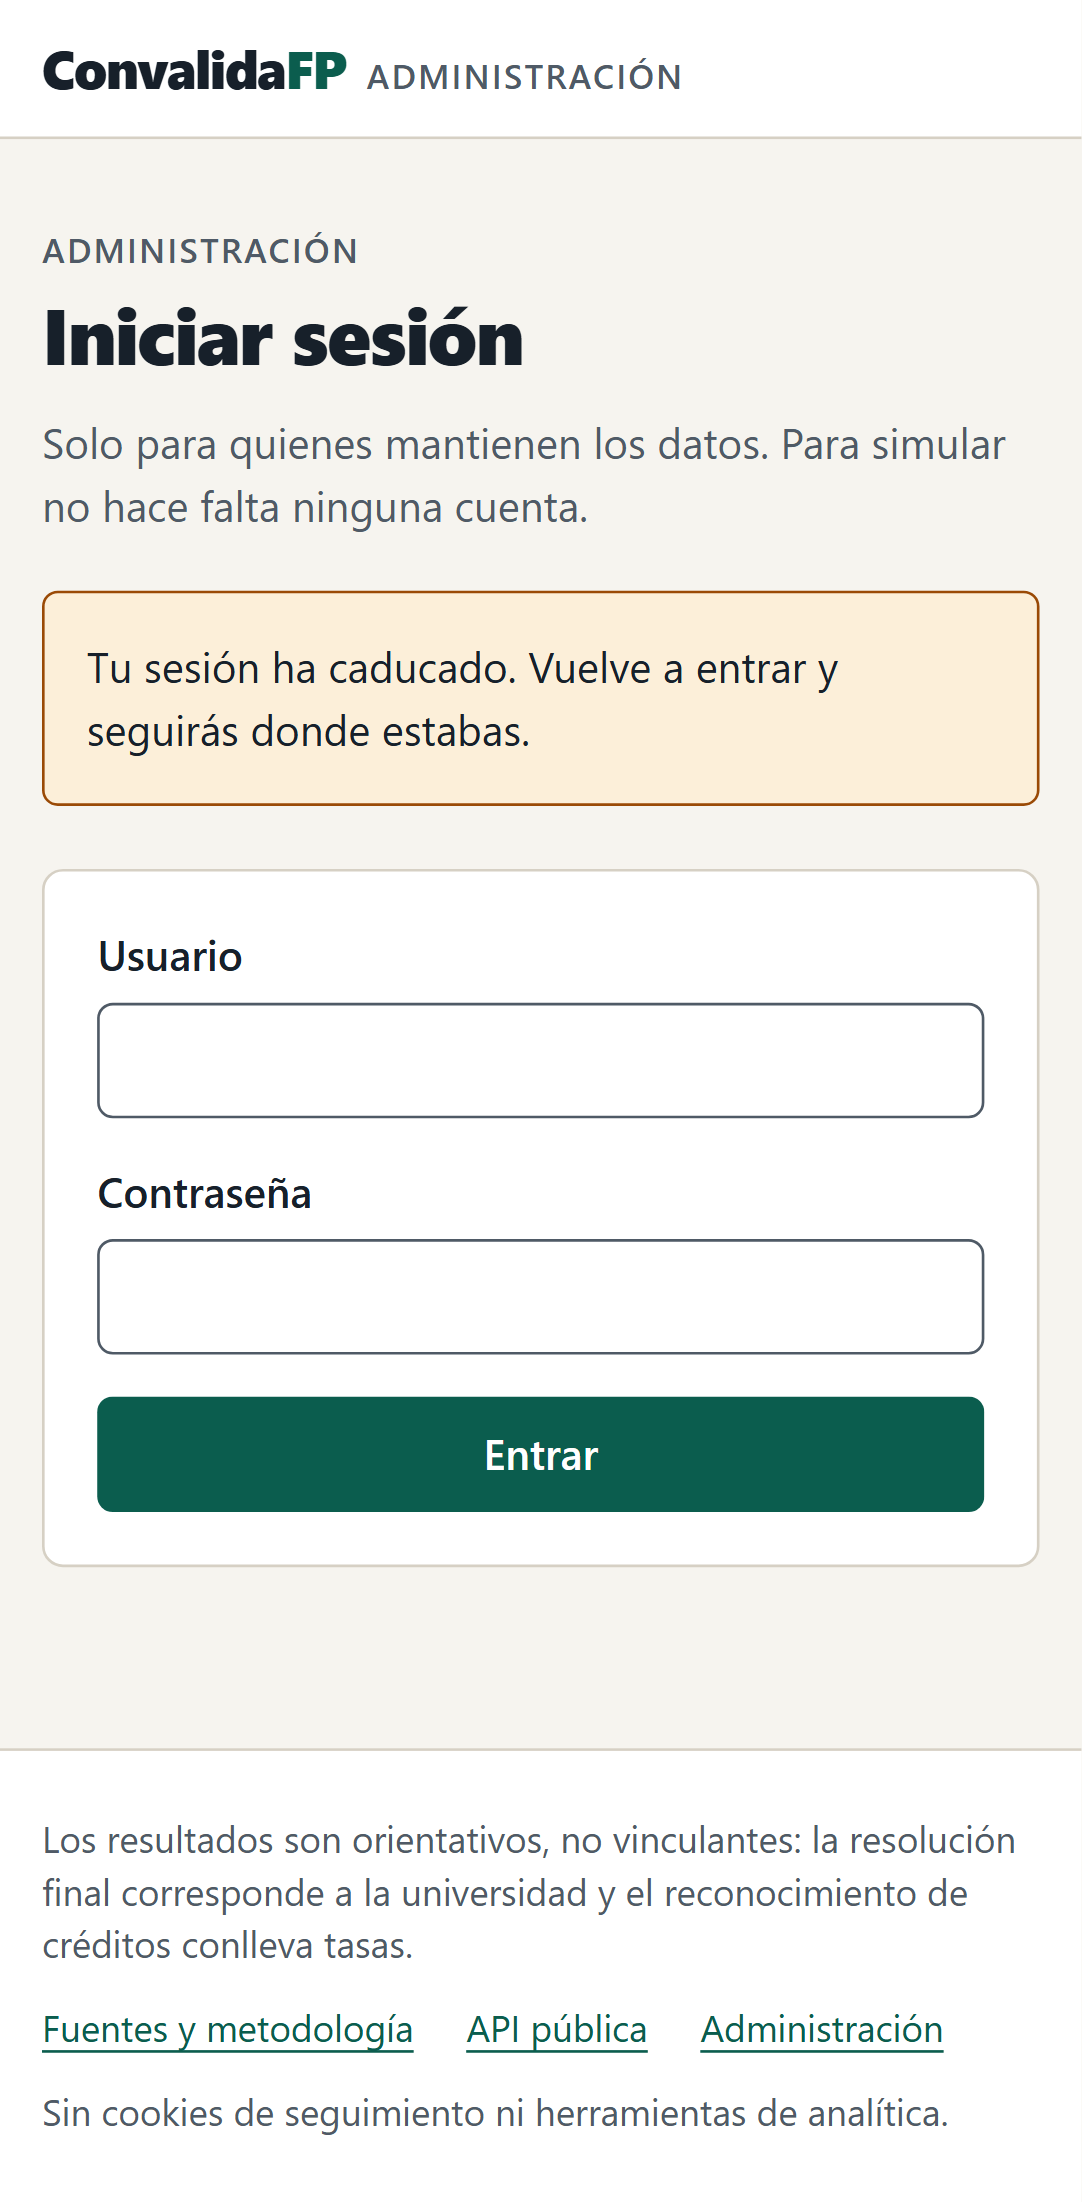 ConvalidaFP ADMINISTRACIÓN
ADMINISTRACIÓN
Iniciar sesión
Solo para quienes mantienen los datos. Para simular
no hace falta ninguna cuenta.
Tu sesión ha caducado. Vuelve a entrar y
seguirás donde estabas.
Usuario
Contraseña
Entrar
Los resultados son orientativos, no vinculantes: la resolución
final corresponde a la universidad y el reconocimiento de
créditos conlleva tasas.
Fuentes y metodología API pública Administración
Sin cookies de seguimiento ni herramientas de analítica.